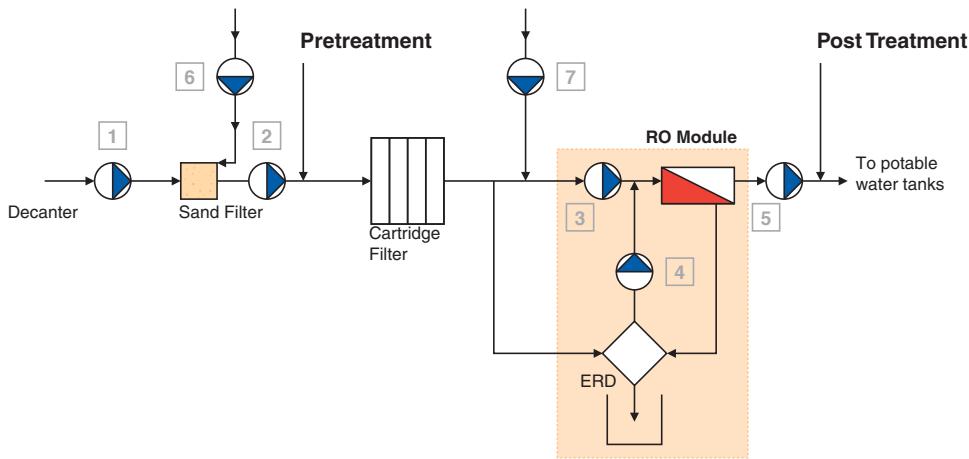 Pretreatment
Post Treatment
6
7
1
2
RO Module
To potable
water tanks
Decanter
Sand Filter
3
5
Cartridge
Filter
4
ERD